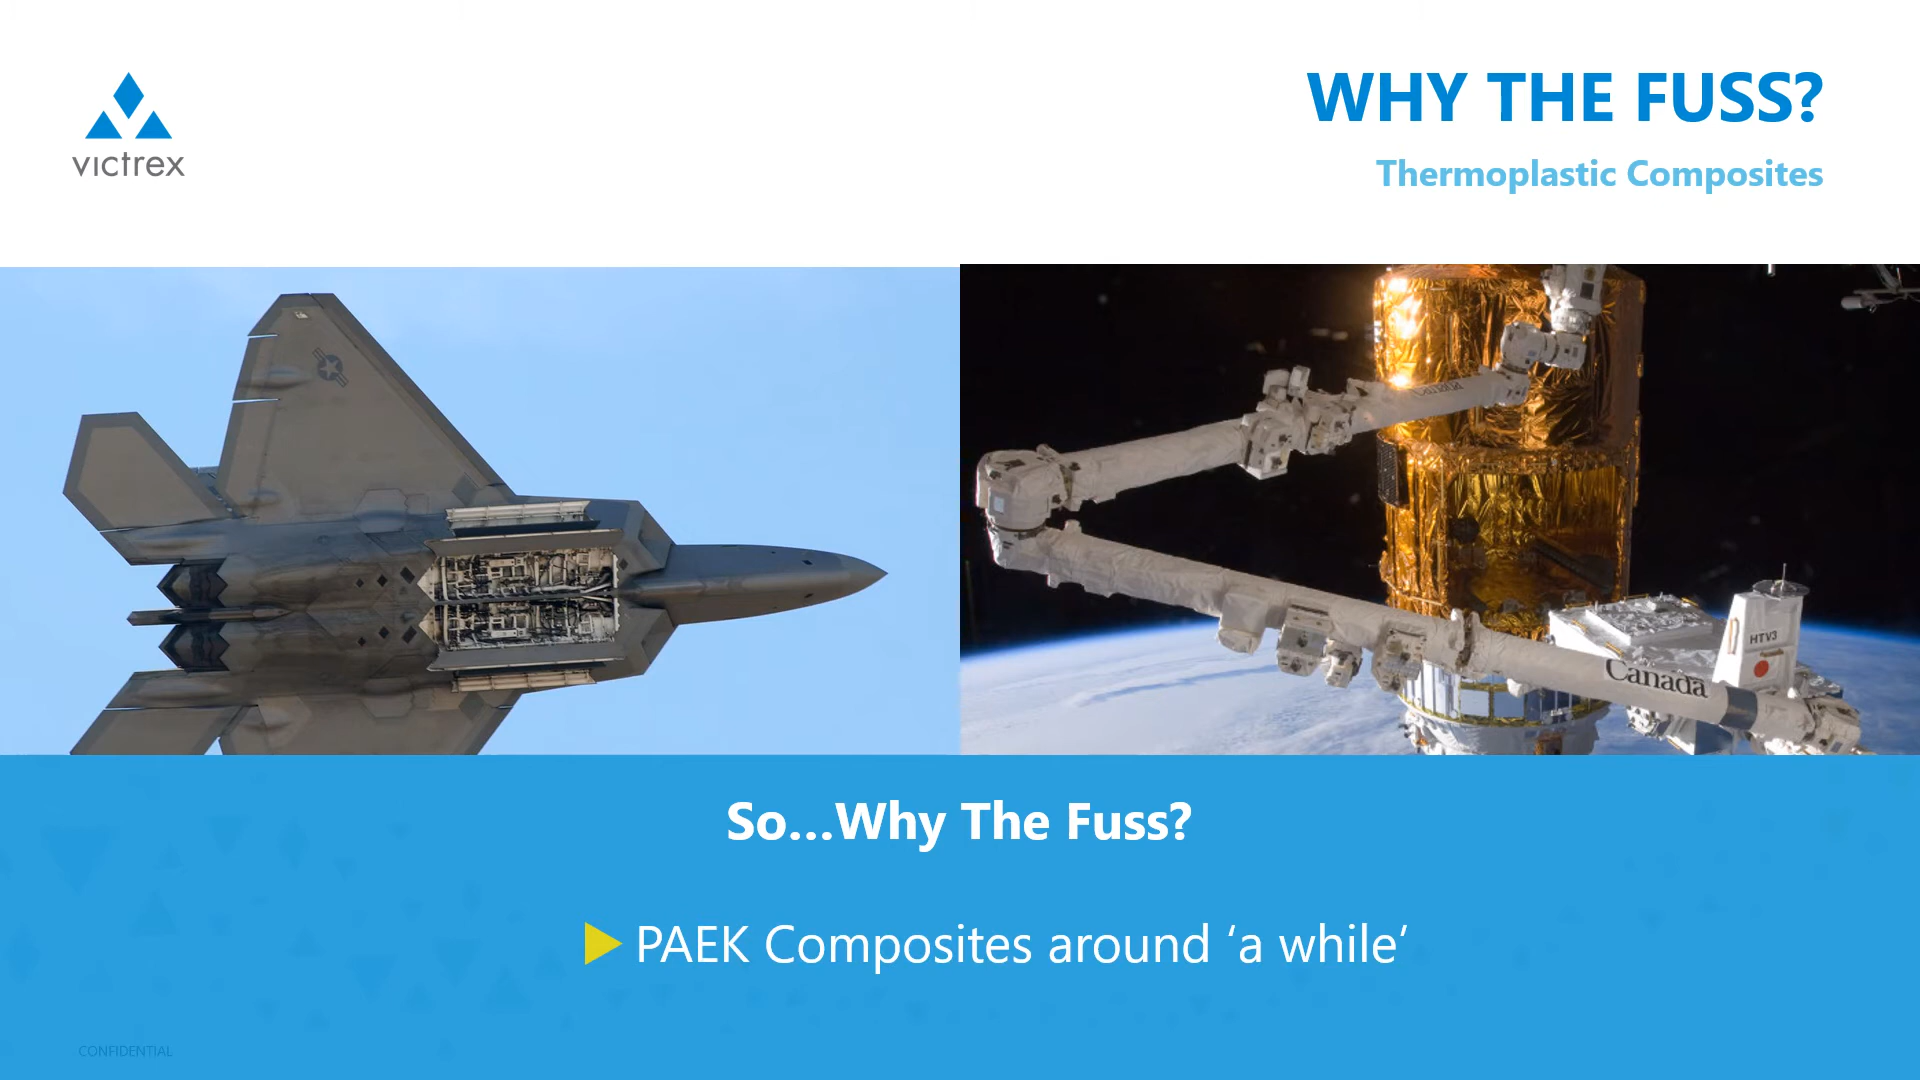 victrex
WHY THE FUSS?
Thermoplastic Composites
HTV3
Canada
So...Why The Fuss?
PAEK Composites around ‘a while’
CONFIDENTIAL